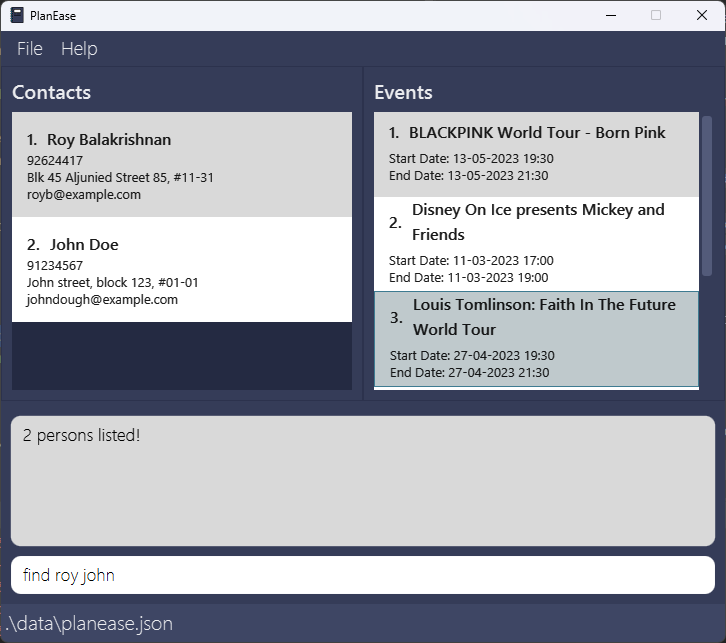 PlanEase
File Help
Contacts
1. Roy Balakrishnan
92624417
Blk 45 Aljunied Street 85, #11-31
royb@example.com
2. John Doe
91234567
John street, block 123, #01-01
johndough@example.com
Events
1. BLACKPINK World Tour - Born Pink
Start Date: 13-05-2023 19:30
End Date: 13-05-2023 21:30
2. Disney On Ice presents Mickey and
Friends
Start Date: 11-03-2023 17:00
End Date: 11-03-2023 19:00
3. Louis Tomlinson: Faith In The Future
World Tour
Start Date: 27-04-2023 19:30
End Date: 27-04-2023 21:30
2 persons listed!
find roy john
.\data\planease.json